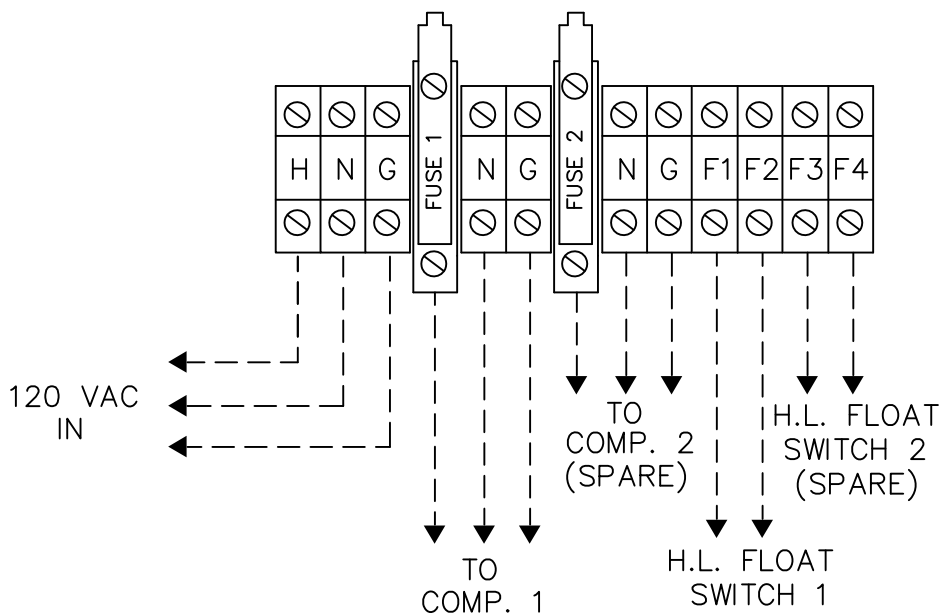 H N G FUSE 1 N G FUSE 2 N G F1 F2 F3 F4
120 VAC
IN
TO
COMP. 1
TO
COMP. 2
(SPARE)
H.L. FLOAT
SWITCH 1
H.L. FLOAT
SWITCH 2
(SPARE)